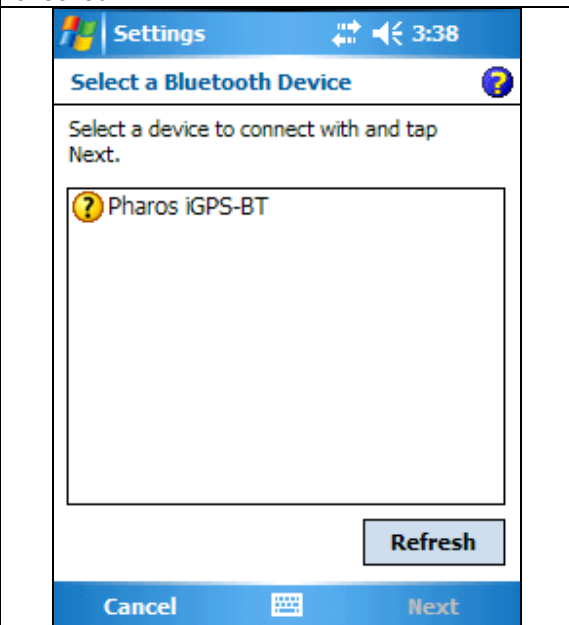 Settings 3:38
Select a Bluetooth Device
Select a device to connect with and tap
Next.
Pharos iGPS-BT
Refresh
Cancel Next